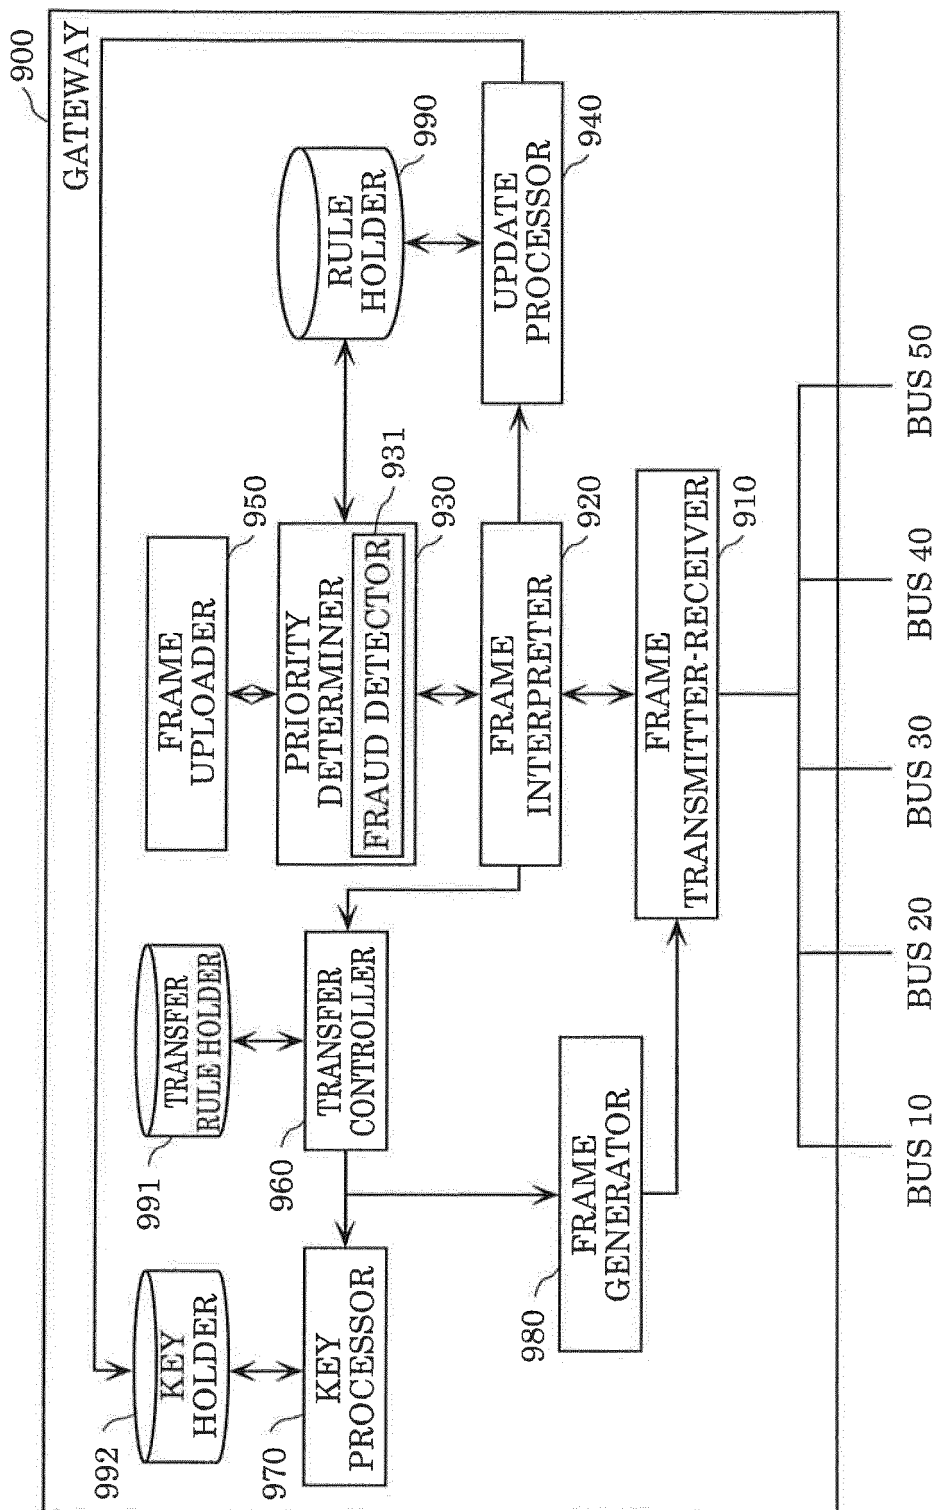 900
GATEWAY
992
KEY
HOLDER
991
TRANSFER
RULE HOLDER
FRAME
UPLOADER
950
970
KEY
PROCESSOR
960
TRANSFER
CONTROLLER
PRIORITY
DETERMINER
FRAUD DETECTOR
931
930
RULE
HOLDER
990
980
FRAME
GENERATOR
FRAME
INTERPRETER
920
UPDATE
PROCESSOR
940
FRAME
TRANSMITTER-RECEIVER
910
BUS 10
BUS 20
BUS 30
BUS 40
BUS 50